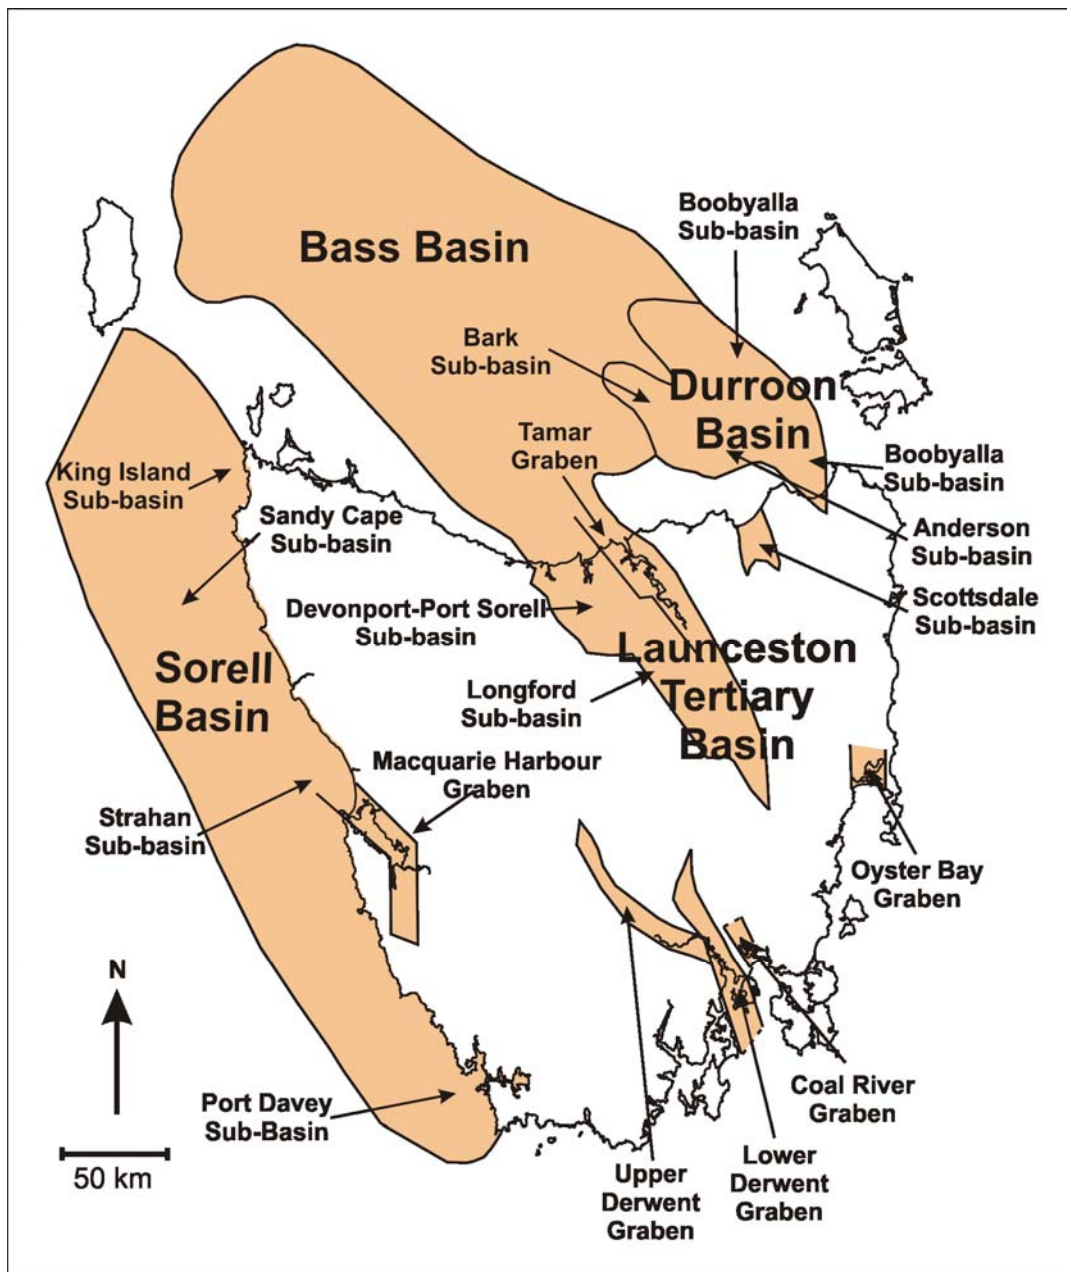 Boobyalla
Sub-basin
Bass Basin
Bark
Sub-basin
Durroon
Basin
Tamar
Graben
Boobyalla
Sub-basin
King Island
Sub-basin
Sandy Cape
Sub-basin
Anderson
Sub-basin
Scottsdale
Sub-basin
Devonport-Port Sorell
Sub-basin
Sorell
Basin
Launceston
Tertiary
Basin
Longford
Sub-basin
Macquarie Harbour
Graben
Strahan
Sub-basin
Oyster Bay
Graben
N
Coal River
Graben
Port Davey
Sub-Basin
50 km
Upper
Derwent
Graben
Lower
Derwent
Graben